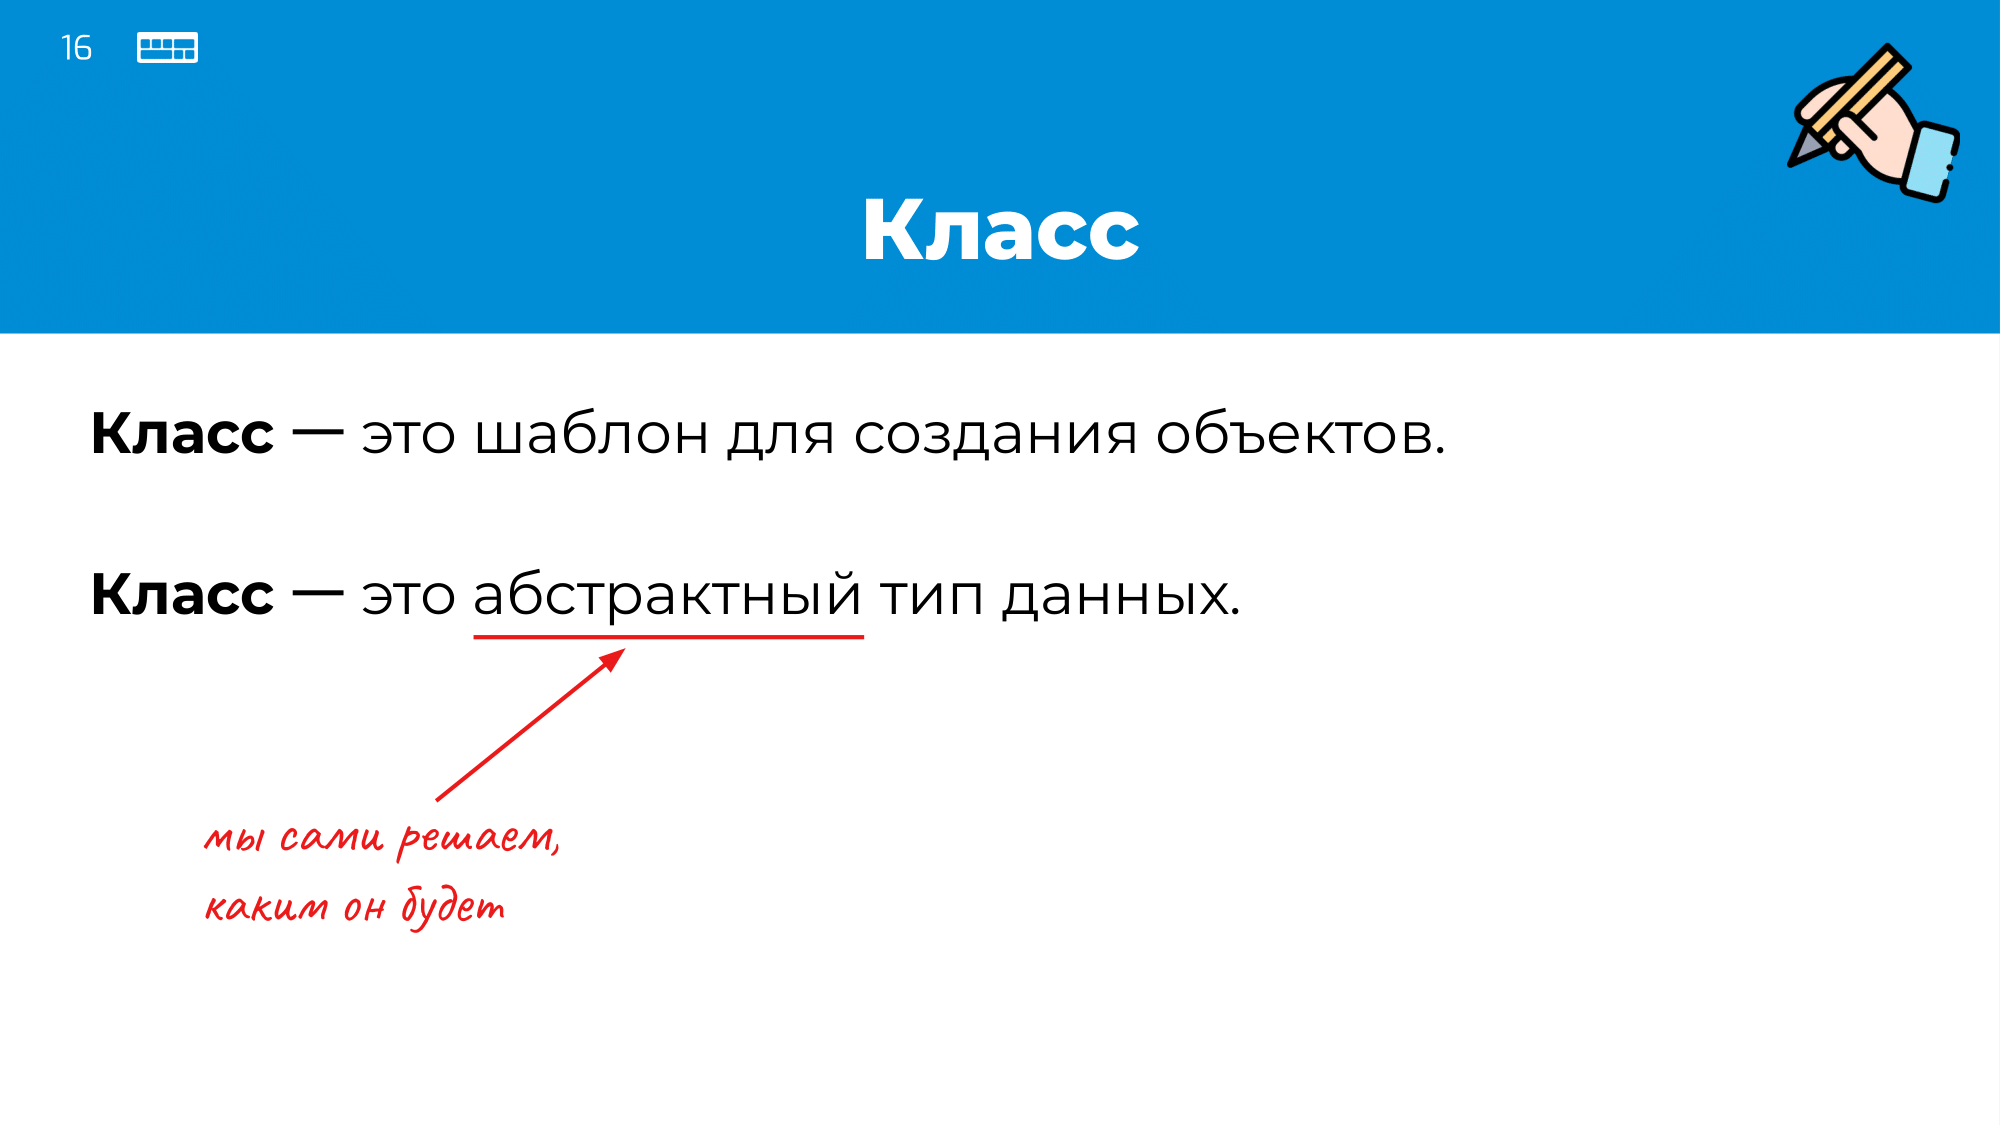 16
Класс
Класс — это шаблон для создания объектов.
Класс — это абстрактный тип данных.
мы сами решаем,
каким он будет